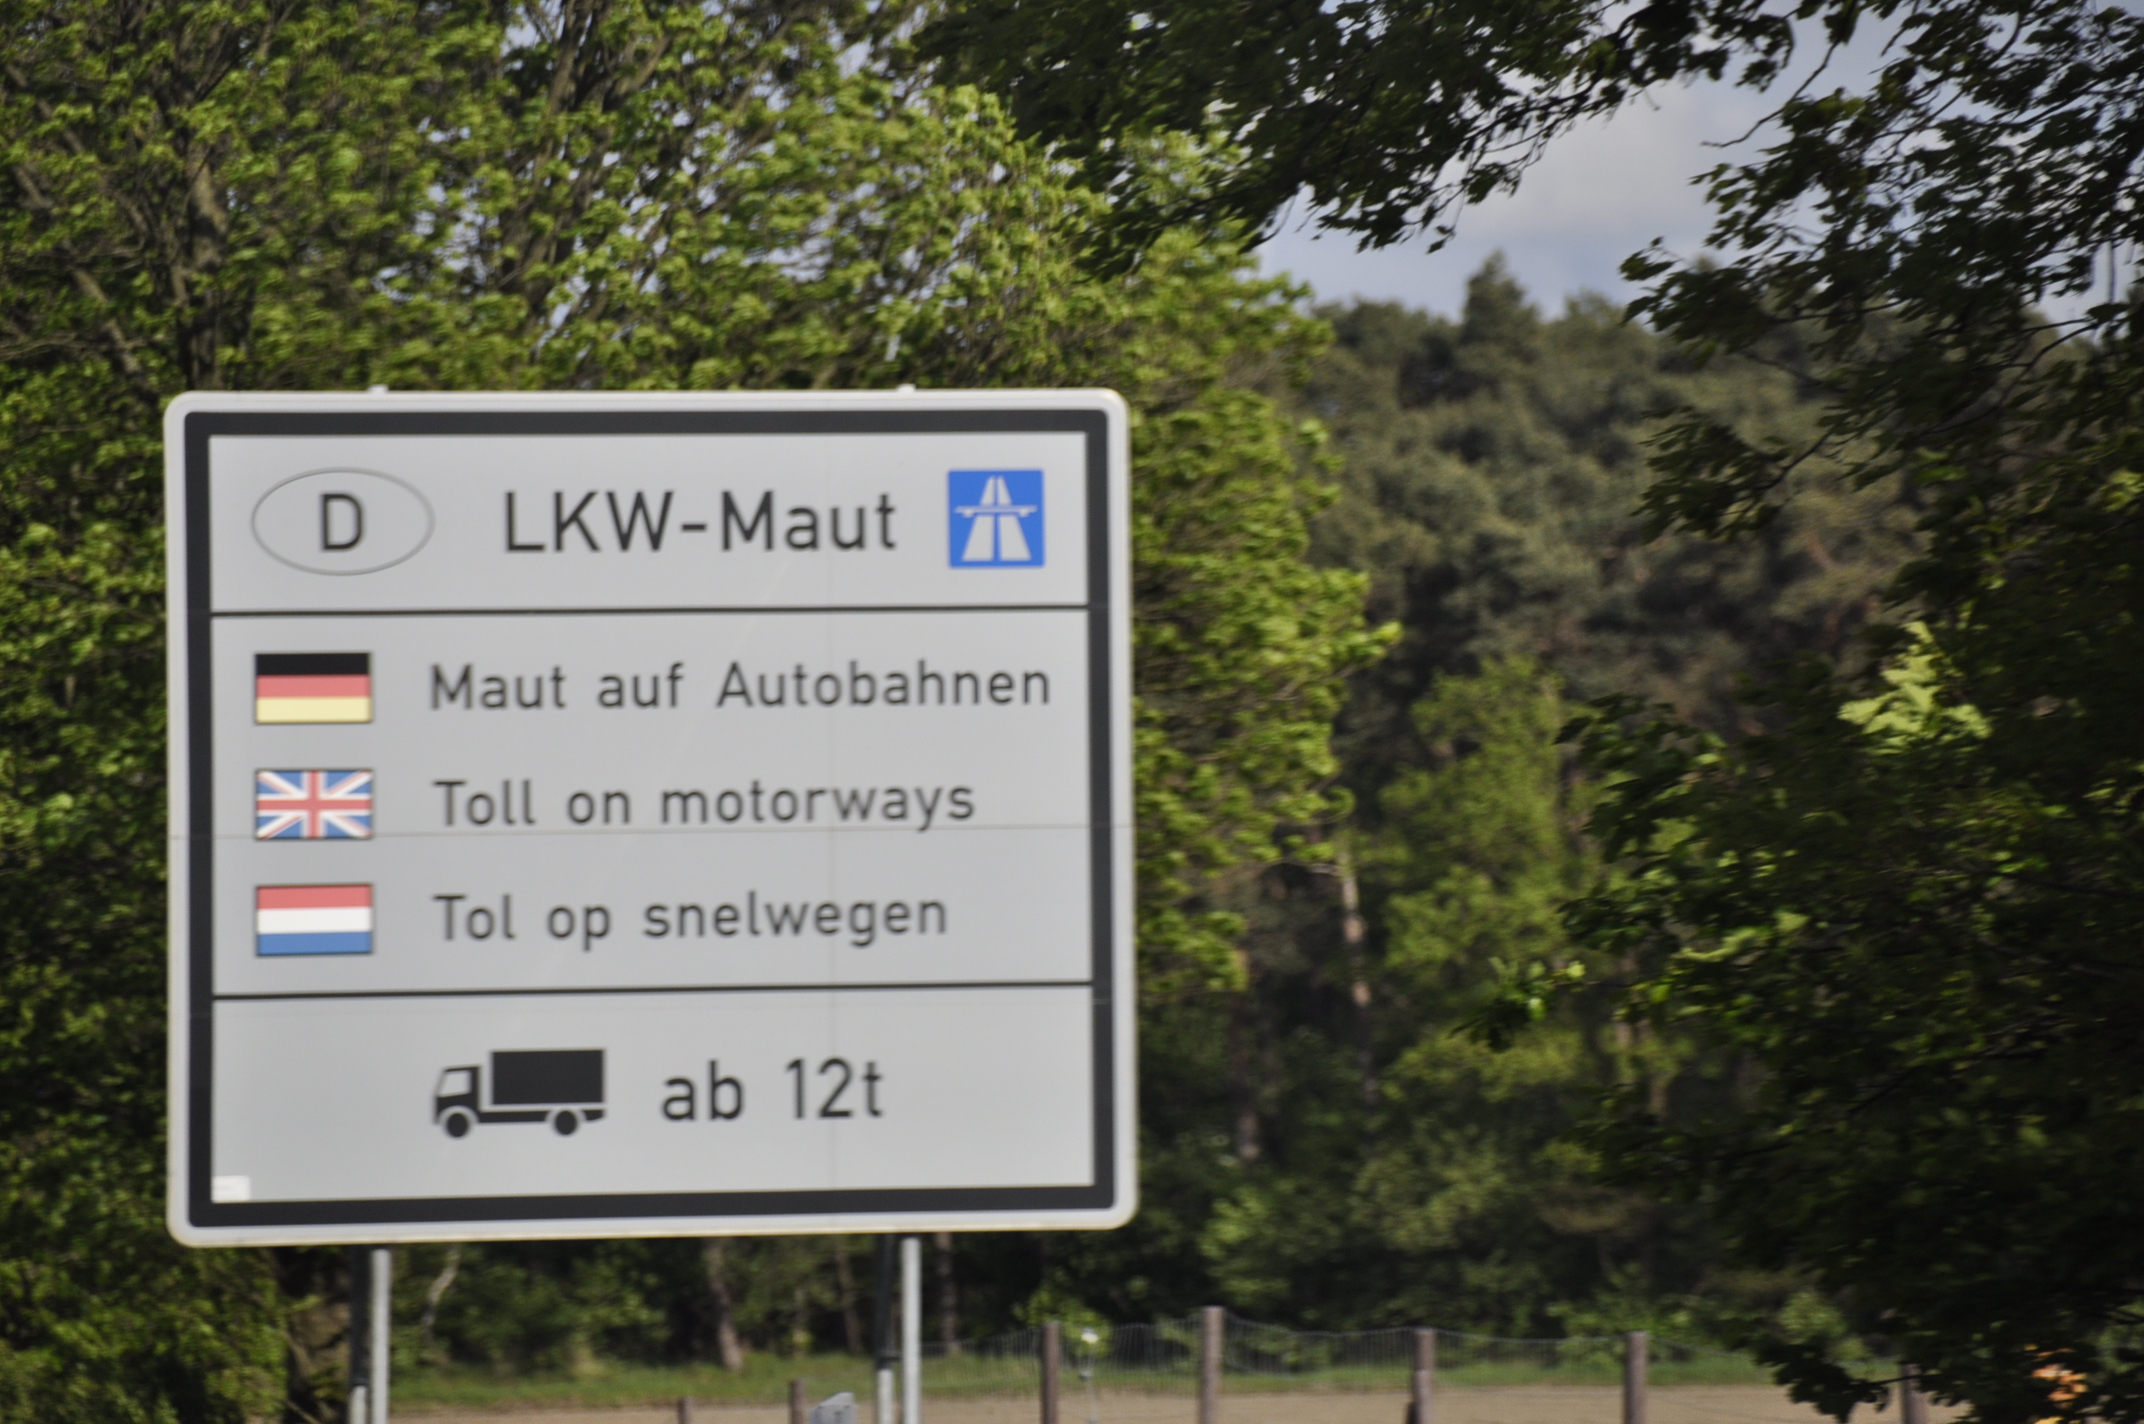 D LKW-Maut
Maut auf Autobahnen
Toll on motorways
Tol op snelwegen
ab 12t